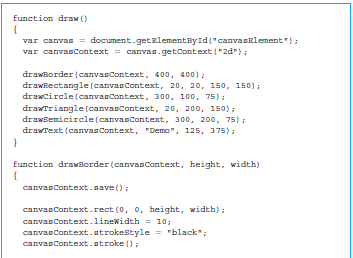 function draw()
{
  var canvas = document.getElementById("canvasElement");
  var canvasContext = canvas.getContext("2d");

  drawBorder(canvasContext, 400, 400);
  drawRectangle(canvasContext, 20, 20, 150, 150);
  drawCircle(canvasContext, 300, 100, 75);
  drawTriangle(canvasContext, 20, 200, 150);
  drawSemicircle(canvasContext, 300, 200, 75);
  drawText(canvasContext, "Demo", 125, 375);
}

function drawBorder(canvasContext, height, width)
{
  canvasContext.save();

  canvasContext.rect(0, 0, height, width);
  canvasContext.lineWidth = 10;
  canvasContext.strokeStyle = "black";
  canvasContext.stroke();